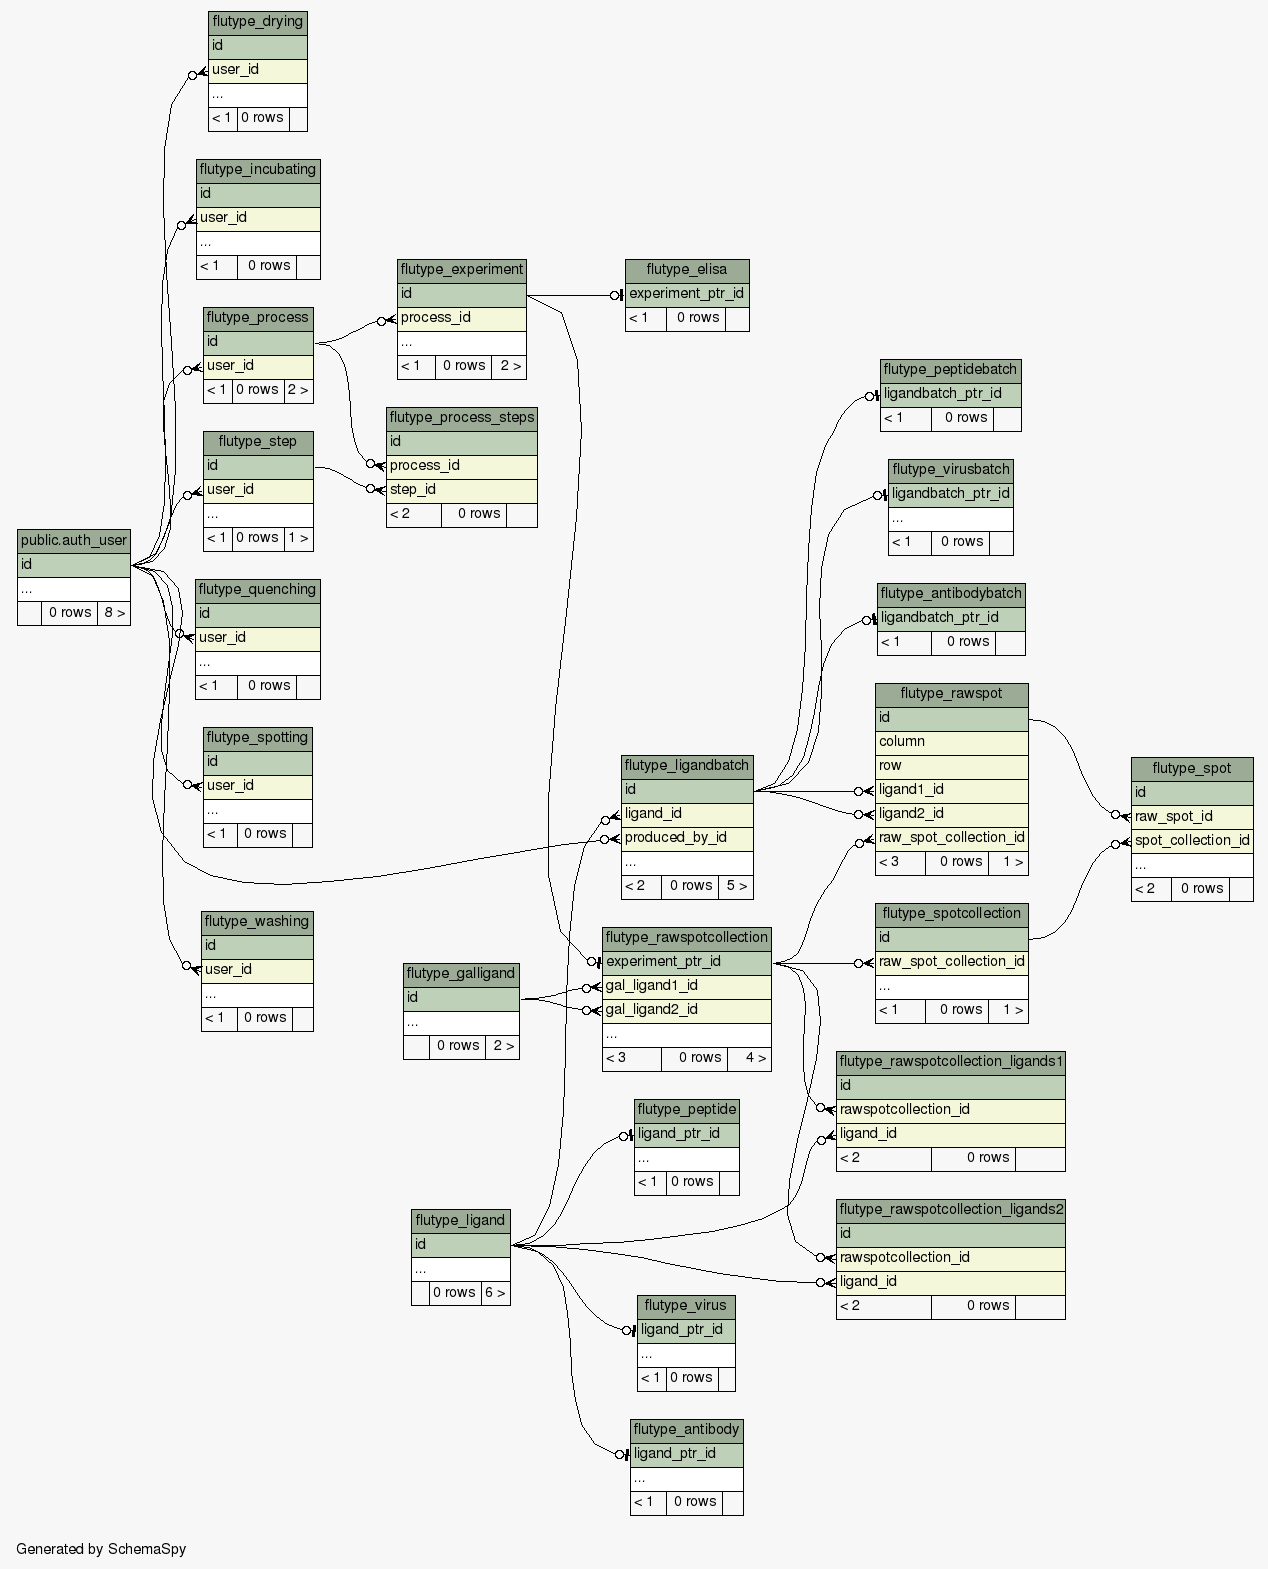 flutype_drying
id
user_id
...
< 1 0 rows
flutype_incubating
id
user_id
...
< 1 0 rows
flutype_process
id
user_id
< 1 0 rows 2 >
flutype_step
id
user_id
...
< 1 0 rows 1 >
public.auth_user
id
...
0 rows 8 >
flutype_quenching
id
user_id
...
< 1 0 rows
flutype_spotting
id
user_id
...
< 1 0 rows
flutype_washing
id
user_id
...
< 1 0 rows
flutype_experiment
id
process_id
...
< 1 0 rows 2 >
flutype_process_steps
id
process_id
step_id
< 2 0 rows
flutype_elisa
experiment_ptr_id
< 1 0 rows
flutype_galligand
id
...
0 rows 2 >
flutype_ligand
id
...
0 rows 6 >
flutype_ligandbatch
id
ligand_id
produced_by_id
...
< 2 0 rows 5 >
flutype_rawspotcollection
experiment_ptr_id
gal_ligand1_id
gal_ligand2_id
...
< 3 0 rows 4 >
flutype_peptide
ligand_ptr_id
...
< 1 0 rows
flutype_virus
ligand_ptr_id
...
< 1 0 rows
flutype_antibody
ligand_ptr_id
...
< 1 0 rows
flutype_peptidebatch
ligandbatch_ptr_id
< 1 0 rows
flutype_virusbatch
ligandbatch_ptr_id
...
< 1 0 rows
flutype_antibodybatch
ligandbatch_ptr_id
< 1 0 rows
flutype_rawspot
id
column
row
ligand1_id
ligand2_id
raw_spot_collection_id
< 3 0 rows 1 >
flutype_spotcollection
id
raw_spot_collection_id
...
< 1 0 rows 1 >
flutype_rawspotcollection_ligands1
id
rawspotcollection_id
ligand_id
< 2 0 rows
flutype_rawspotcollection_ligands2
id
rawspotcollection_id
ligand_id
< 2 0 rows
flutype_spot
id
raw_spot_id
spot_collection_id
...
< 2 0 rows
Generated by SchemaSpy